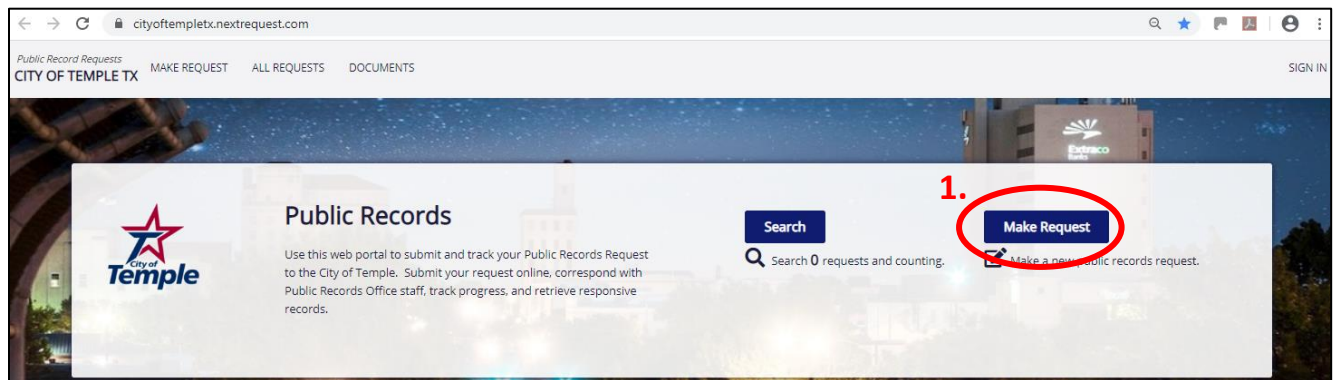 cityoftempletx.nextrequest.com
Public Record Requests
CITY OF TEMPLE TX
MAKE REQUEST
ALL REQUESTS
DOCUMENTS
SIGN IN
Extraco
Banks
City of
Temple
Public Records
Use this web portal to submit and track your Public Records Request
to the City of Temple. Submit your request online, correspond with
Public Records Office staff, track progress, and retrieve responsive
records.
Search
Search 0 requests and counting.
1.
Make Request
Make a new public records request.